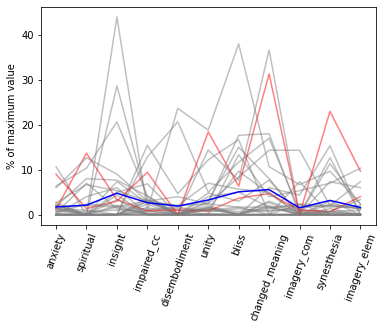 % of maximum value
40
30
20
10
0
anxiety
spiritual
insight
impaired_cc
disembodiment
unity
bliss
changed_meaning
imagery_com
synesthesia
imagery_elem